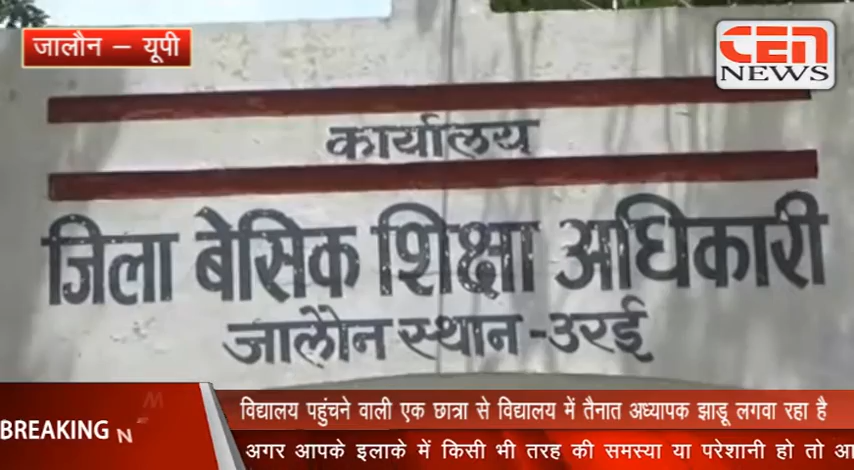 जालौन – यूपी
CEN
NEWS
कार्यालय
जिला बेसिक शिक्षा अधिकारी
जालौन स्थान -उरई
BREAKING N
विद्यालय पहुंचने वाली एक छात्रा से विद्यालय में तैनात अध्यापक झाडू लगवा रहा है
अगर आपके इलाके में किसी भी तरह की समस्या या परेशानी हो तो